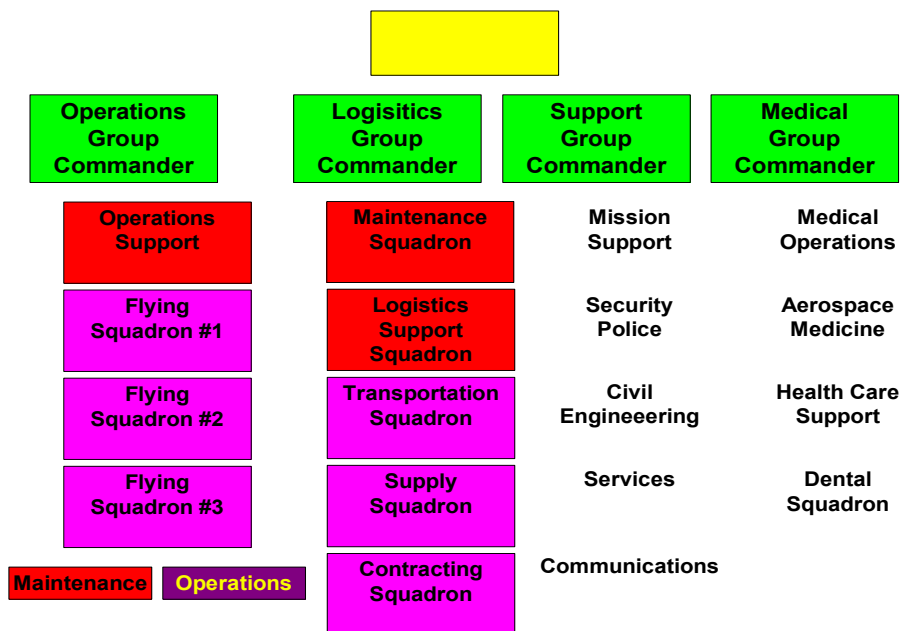 Operations
Group
Commander
Logisitics
Group
Commander
Support
Group
Commander
Medical
Group
Commander
Operations
Support
Flying
Squadron #1
Flying
Squadron #2
Flying
Squadron #3
Maintenance
Squadron
Logistics
Support
Squadron
Transportation
Squadron
Supply
Squadron
Contracting
Squadron
Mission
Support
Security
Police
Civil
Engineeering
Services
Communications
Medical
Operations
Aerospace
Medicine
Health Care
Support
Dental
Squadron
Maintenance
Operations